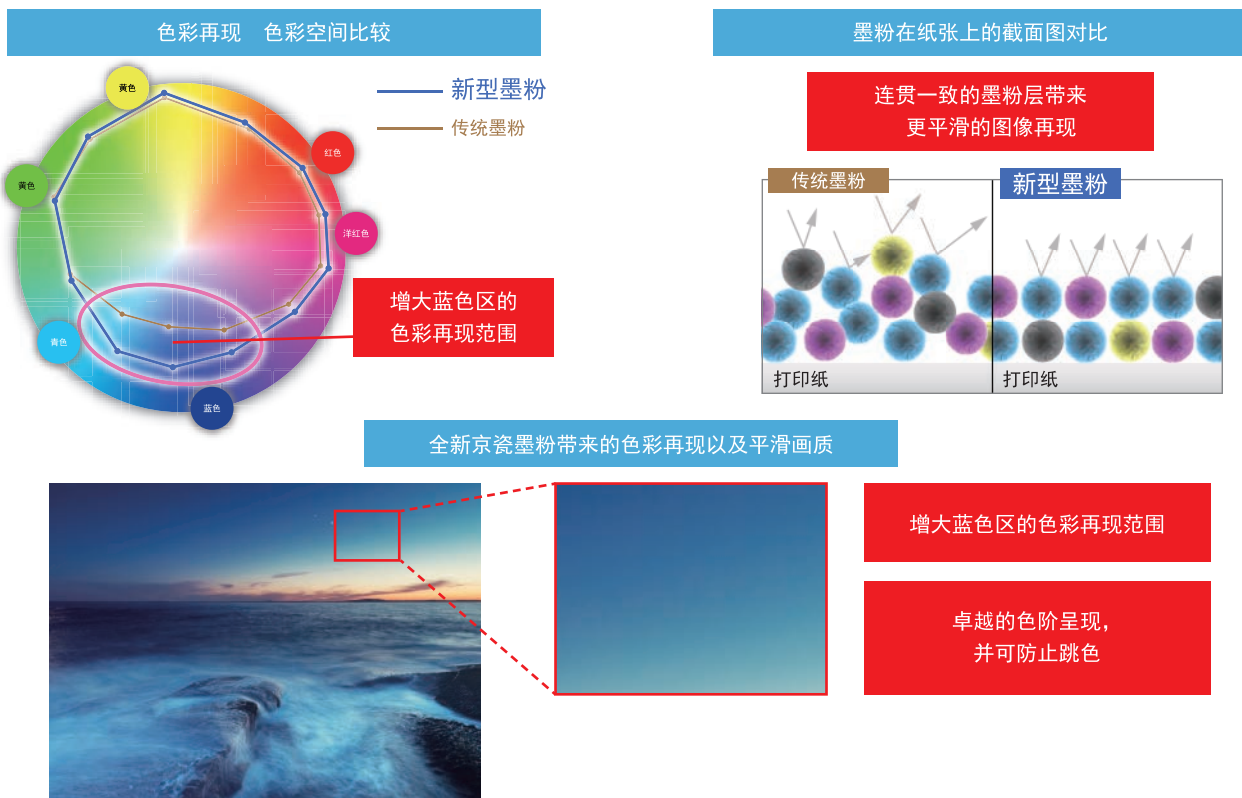 色彩再现 色彩空间比较
新型墨粉
传统墨粉
黄色
红色
黄色
洋红色
青色
蓝色
增大蓝色区的
色彩再现范围
墨粉在纸张上的截面图对比
连贯一致的墨粉层带来
更平滑的图像再现
传统墨粉
新型墨粉
打印纸
打印纸
全新京瓷墨粉带来的色彩再现以及平滑画质
增大蓝色区的色彩再现范围
卓越的色阶呈现，
并可防止跳色